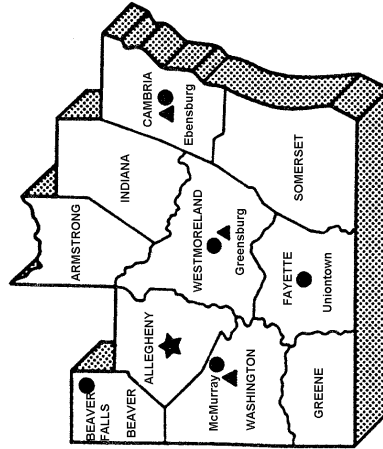 ARMSTRONG
INDIANA
CAMBRIA
Ebensburg
BEAVER
FALLS
BEAVER
ALLEGHENY
WESTMORELAND
Greensburg
SOMERSET
McMurray
WASHINGTON
FAYETTE
Uniontown
GREENE